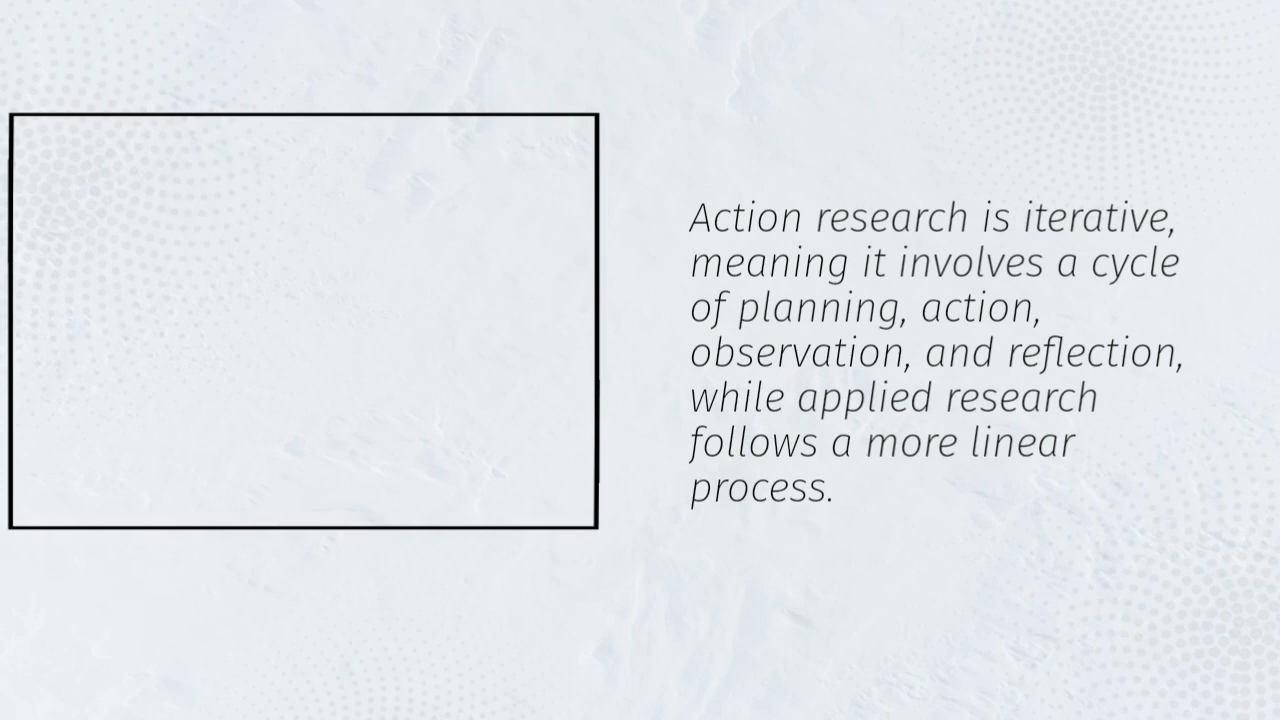 Action research is iterative,
meaning it involves a cycle
of planning, action,
observation, and reflection,
while applied research
follows a more linear
process.